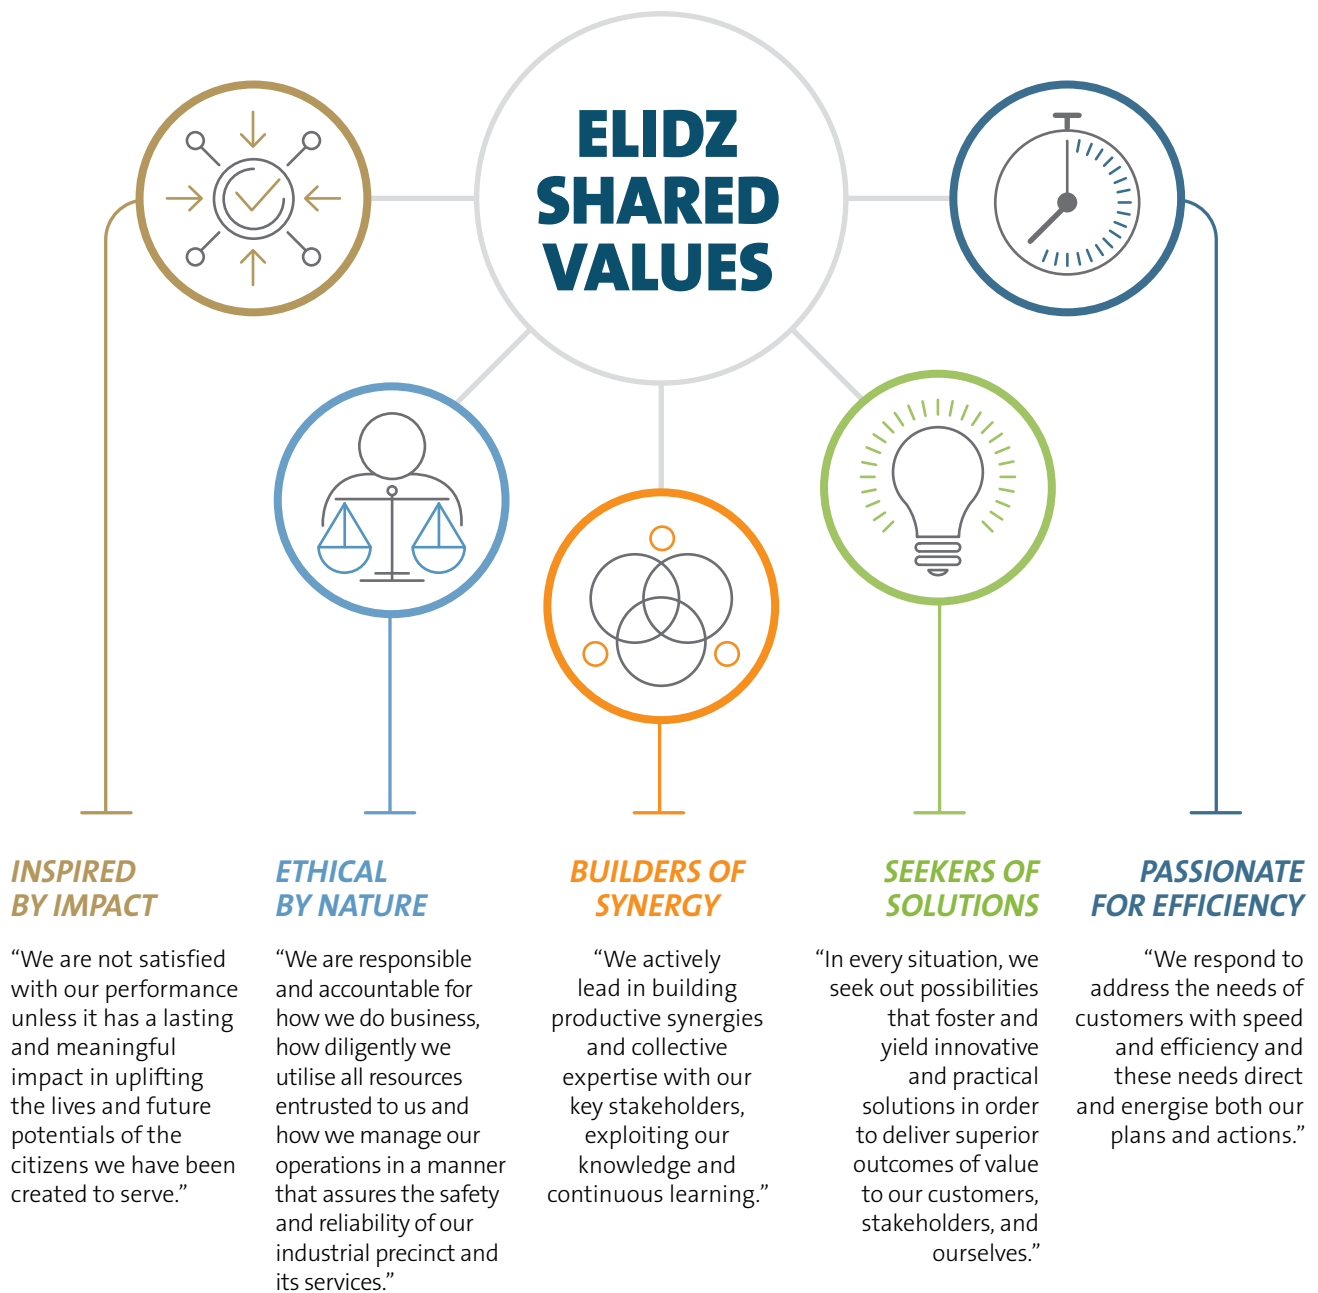 ELIDZ
SHARED
VALUES
INSPIRED
BY IMPACT
“We are not satisfied
with our performance
unless it has a lasting
and meaningful
impact in uplifting
the lives and future
potentials of the
citizens we have been
created to serve.”
ETHICAL
BY NATURE
“We are responsible
and accountable for
how we do business,
how diligently we
utilise all resources
entrusted to us and
how we manage our
operations in a manner
that assures the safety
and reliability of our
industrial precinct and
its services.”
BUILDERS OF
SYNERGY
“We actively
lead in building
productive synergies
and collective
expertise with our
key stakeholders,
exploiting our
knowledge and
continuous learning.”
SEEKERS OF
SOLUTIONS
“In every situation, we
seek out possibilities
that foster and
yield innovative
and practical
solutions in order
to deliver superior
outcomes of value
to our customers,
stakeholders, and
ourselves.”
PASSIONATE
FOR EFFICIENCY
“We respond to
address the needs of
customers with speed
and efficiency and
these needs direct
and energise both our
plans and actions.”